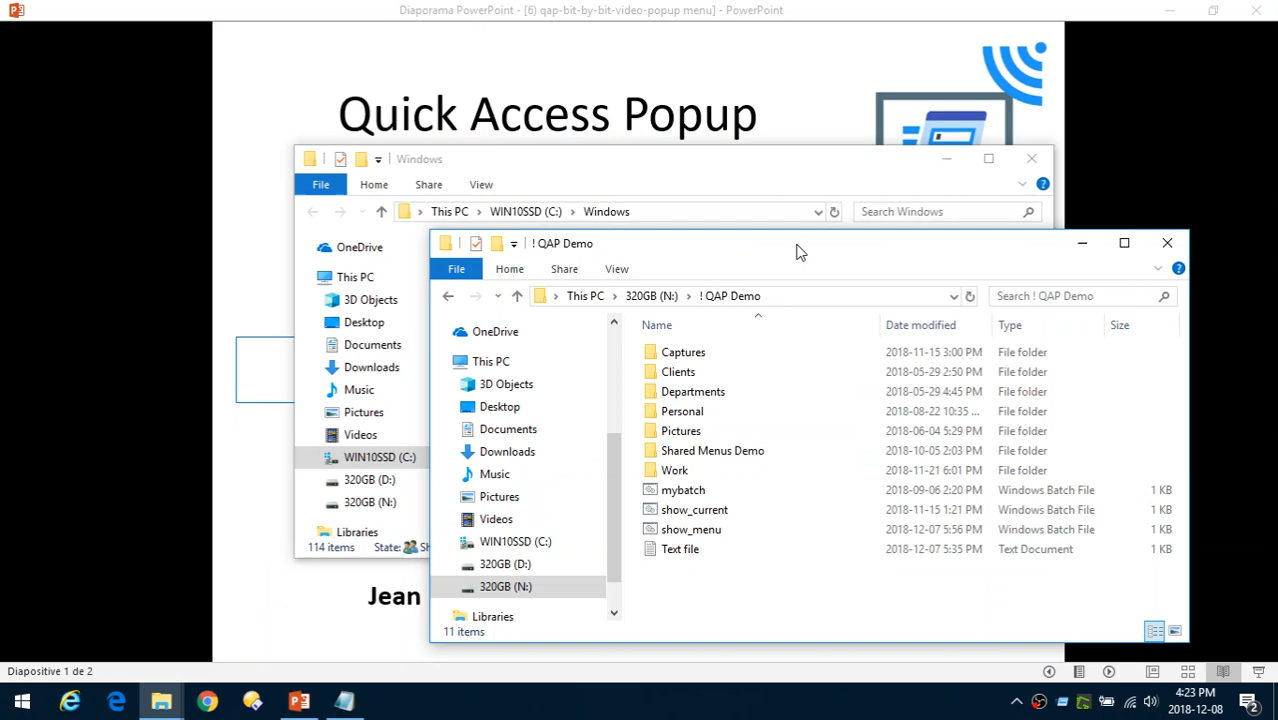 Diaporama PowerPoint - [6) qap-bit-by-bit-video-popup menu] - PowerPoint
Quick Access Popup
Windows
File Home Share View
This PC WIN10SSD (C:) Windows
Search Windows
OneDrive
This PC
3D Objects
Desktop
Documents
Downloads
Music
Pictures
Videos
WIN10SSD (C:)
320GB (D:)
320GB (N:)
Libraries
114 items State: Sh
! QAP Demo
File Home Share View
This PC 320GB (N:) ! QAP Demo
Search ! QAP Demo
OneDrive
This PC
3D Objects
Desktop
Documents
Downloads
Music
Pictures
Videos
WIN10SSD (C:)
320GB (D:)
320GB (N:)
Libraries
Name Date modified Type Size
Captures 2018-11-15 3:00 PM File folder
Clients 2018-05-29 2:50 PM File folder
Departments 2018-05-29 4:45 PM File folder
Personal 2018-08-22 10:35 ... File folder
Pictures 2018-06-04 5:29 PM File folder
Shared Menus Demo 2018-10-05 2:03 PM File folder
Work 2018-11-21 6:01 PM File folder
mybatch 2018-09-06 2:20 PM Windows Batch File 1 KB
show_current 2018-11-15 1:21 PM Windows Batch File 1 KB
show_menu 2018-12-07 5:56 PM Windows Batch File 1 KB
Text file 2018-12-07 5:35 PM Text Document 1 KB
11 items
Jean
Diapositive 1 de 2
4:23 PM
2018-12-08
2